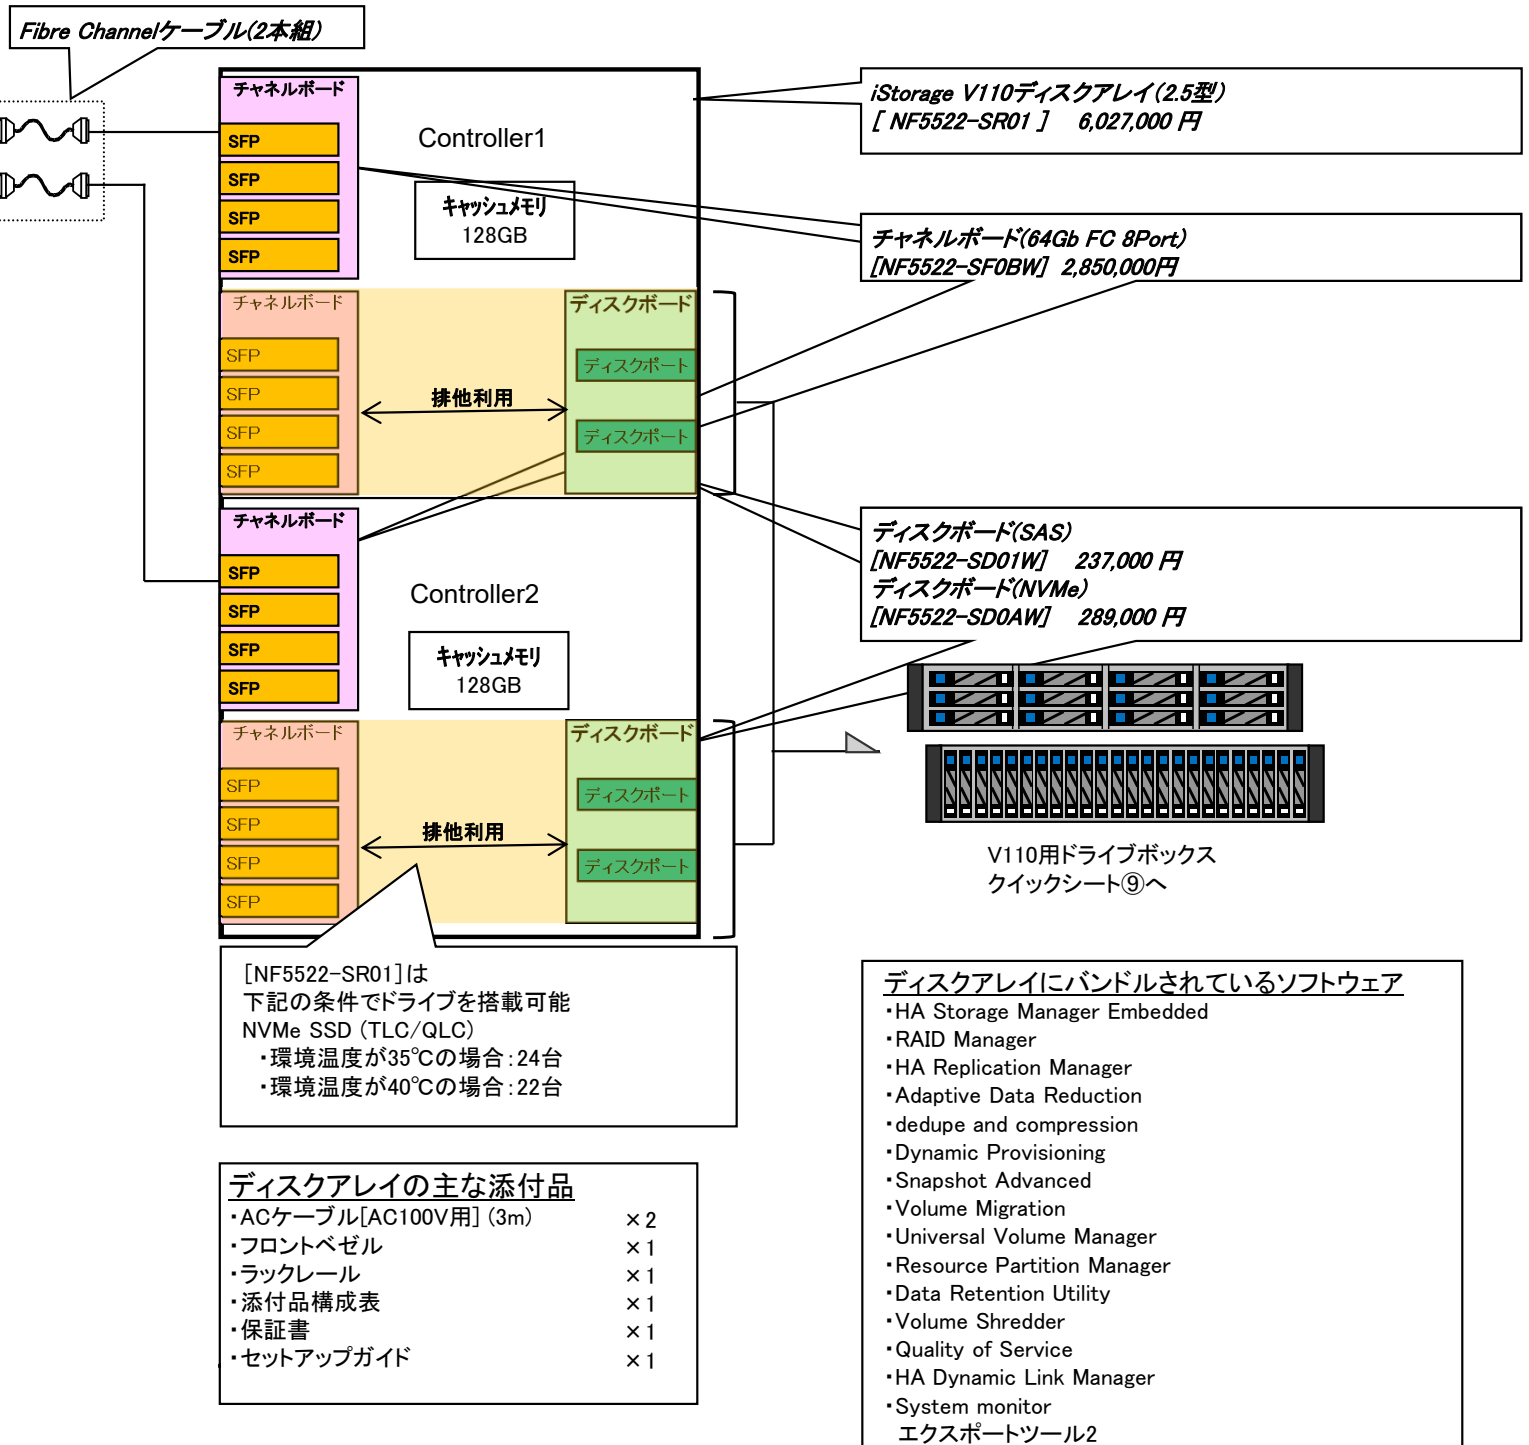 Fibre Channelケーブル(2本組)
チャネルボード
SFP
SFP
SFP
SFP
Controller1
キャッシュメモリ
128GB
iStorage V110ディスクアレイ(2.5型)
[ NF5522-SR01 ] 6,027,000 円
チャネルボード(64Gb FC 8Port)
[NF5522-SF0BW] 2,850,000円
チャネルボード
SFP
SFP
SFP
SFP
排他利用
ディスクボード
ディスクポート
ディスクポート
チャネルボード
SFP
SFP
SFP
SFP
Controller2
キャッシュメモリ
128GB
ディスクボード(SAS)
[NF5522-SD01W] 237,000 円
ディスクボード(NVMe)
[NF5522-SD0AW] 289,000 円
チャネルボード
SFP
SFP
SFP
SFP
排他利用
ディスクボード
ディスクポート
ディスクポート
V110用ドライブボックス
クイックシート⑨へ
[NF5522-SR01]は
下記の条件でドライブを搭載可能
NVMe SSD (TLC/QLC)
・環境温度が35℃の場合:24台
・環境温度が40℃の場合:22台
ディスクアレイの主な添付品
・ACケーブル[AC100V用] (3m) ×2
・フロントベゼル ×1
・ラックレール ×1
・添付品構成表 ×1
・保証書 ×1
・セットアップガイド ×1
ディスクアレイにバンドルされているソフトウェア
・HA Storage Manager Embedded
・RAID Manager
・HA Replication Manager
・Adaptive Data Reduction
・dedupe and compression
・Dynamic Provisioning
・Snapshot Advanced
・Volume Migration
・Universal Volume Manager
・Resource Partition Manager
・Data Retention Utility
・Volume Shredder
・Quality of Service
・HA Dynamic Link Manager
・System monitor
エクスポートツール2